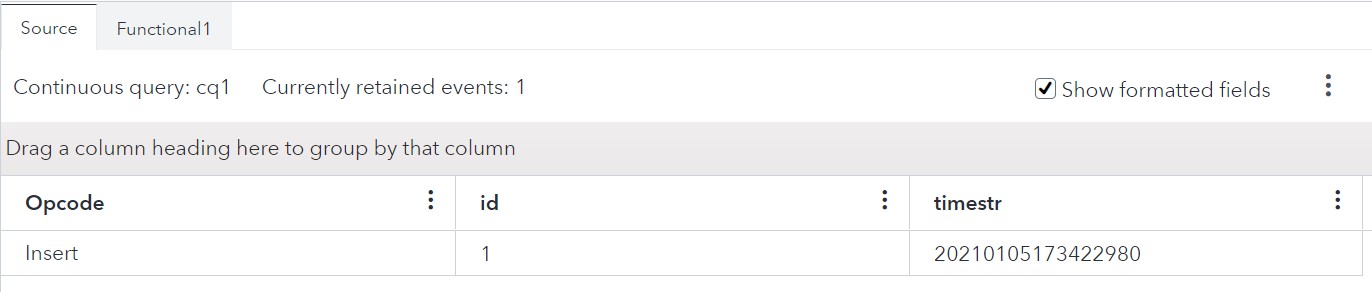 Source Functional1
Continuous query: cq1 Currently retained events: 1 Show formatted fields
Drag a column heading here to group by that column
Opcode id timestr
Insert 1 20210105173422980